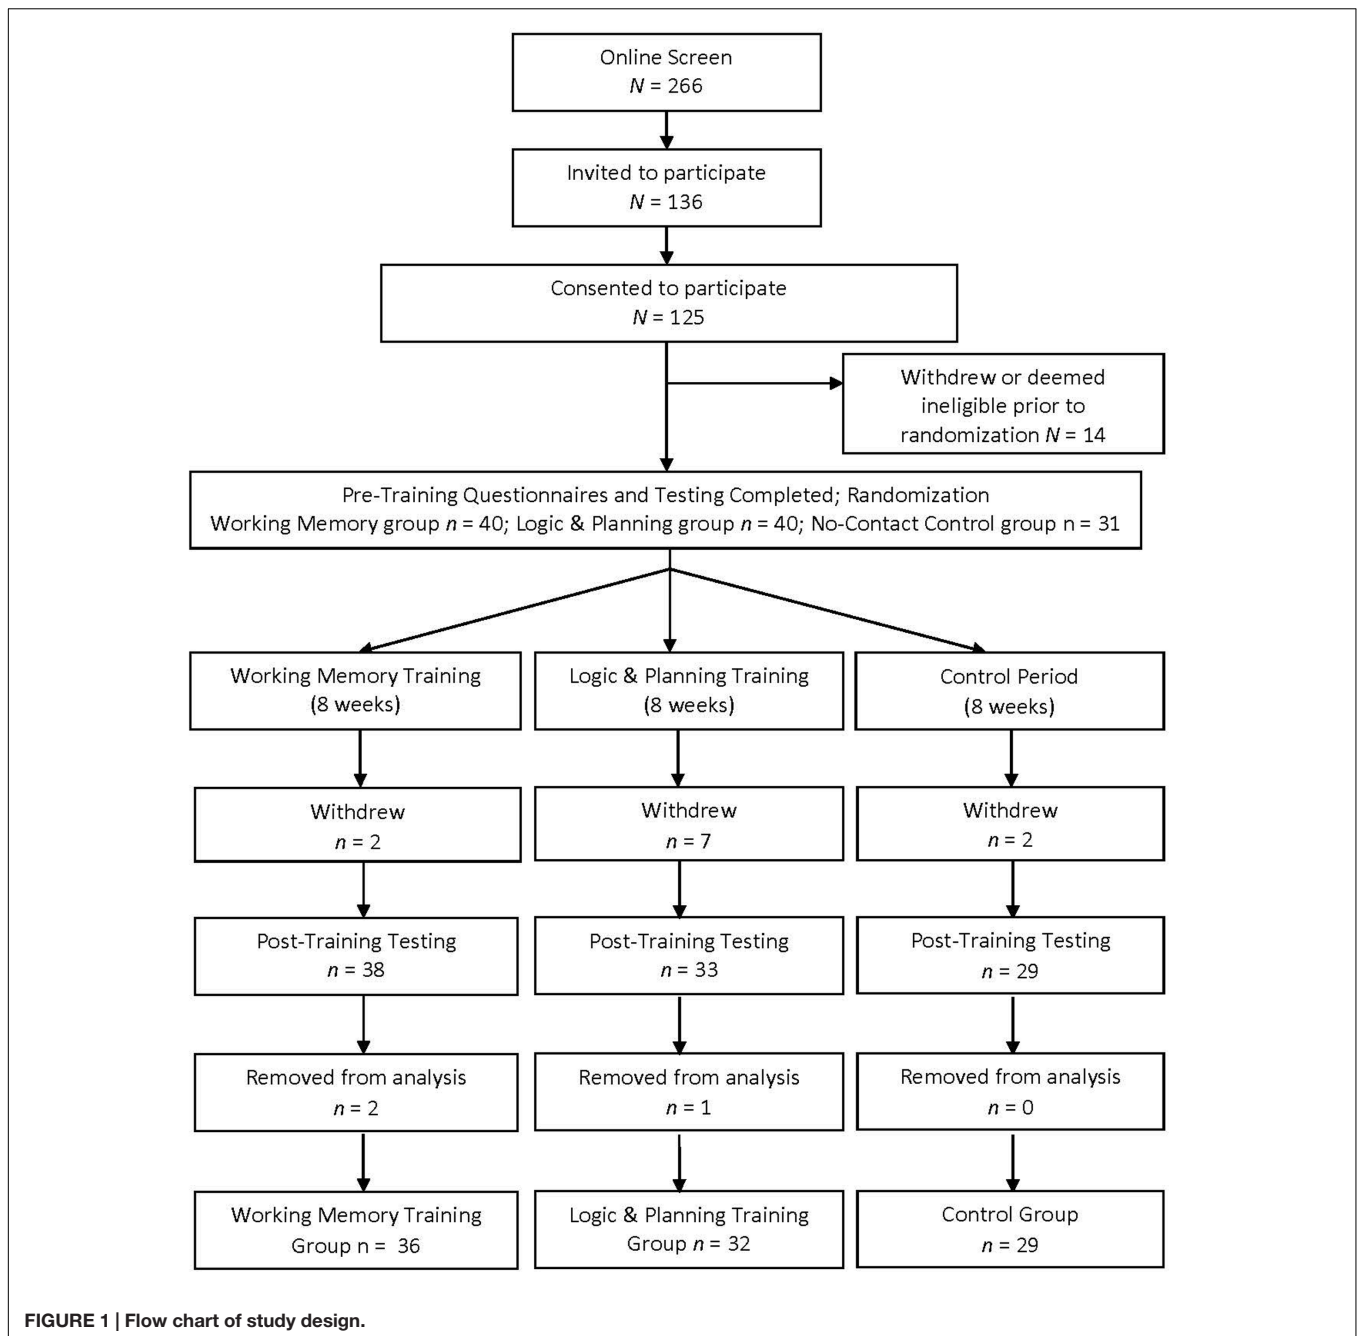 Online Screen
N = 266
Invited to participate
N = 136
Consented to participate
N = 125
Withdrew or deemed
ineligible prior to
randomization N = 14
Pre-Training Questionnaires and Testing Completed; Randomization
Working Memory group n = 40; Logic & Planning group n = 40; No-Contact Control group n = 31
Working Memory Training
(8 weeks)
Logic & Planning Training
(8 weeks)
Control Period
(8 weeks)
Withdrew
n = 2
Withdrew
n = 7
Withdrew
n = 2
Post-Training Testing
n = 38
Post-Training Testing
n = 33
Post-Training Testing
n = 29
Removed from analysis
n = 2
Removed from analysis
n = 1
Removed from analysis
n = 0
Working Memory Training
Group n = 36
Logic & Planning Training
Group n = 32
Control Group
n = 29
FIGURE 1 | Flow chart of study design.